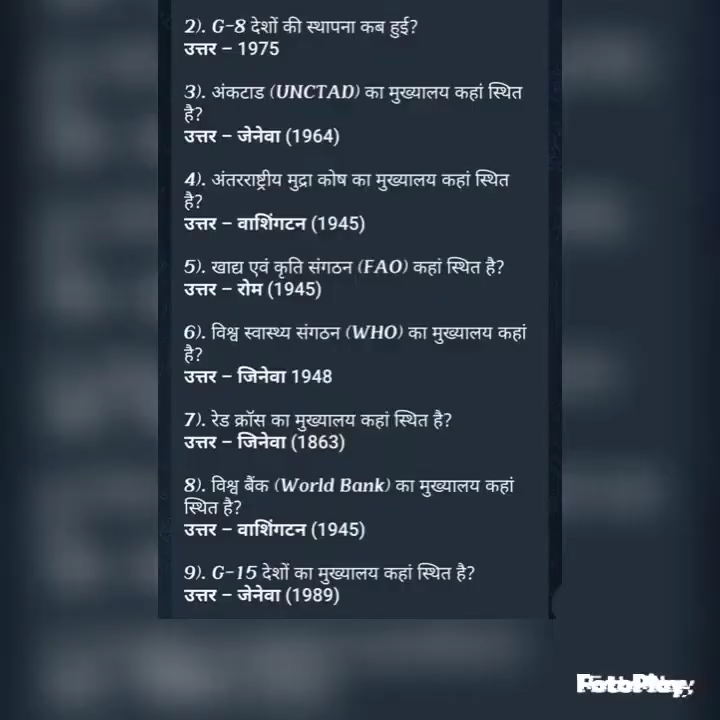 2). G-8 देशों की स्थापना कब हुई?
उत्तर – 1975
3). अंकटाड (UNCTAD) का मुख्यालय कहां स्थित
है?
उत्तर – जेनेवा (1964)
4). अंतरराष्ट्रीय मुद्रा कोष का मुख्यालय कहां स्थित
है?
उत्तर – वाशिंगटन (1945)
5). खाद्य एवं कृति संगठन (FAO) कहां स्थित है?
उत्तर – रोम (1945)
6). विश्व स्वास्थ्य संगठन (WHO) का मुख्यालय कहां
है?
उत्तर – जिनेवा 1948
7). रेड क्रॉस का मुख्यालय कहां स्थित है?
उत्तर – जिनेवा (1863)
8). विश्व बैंक (World Bank) का मुख्यालय कहां
स्थित है?
उत्तर – वाशिंगटन (1945)
9). G-15 देशों का मुख्यालय कहां स्थित है?
उत्तर – जेनेवा (1989)